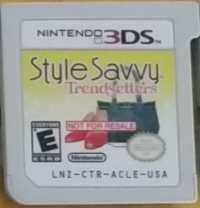 NINTENDO 3DS
Style Savvy
Trendsetters
EVERYONE
E
ESRB
NOT FOR RESALE
Nintendo
LNZ-CTR-ACLE-USA